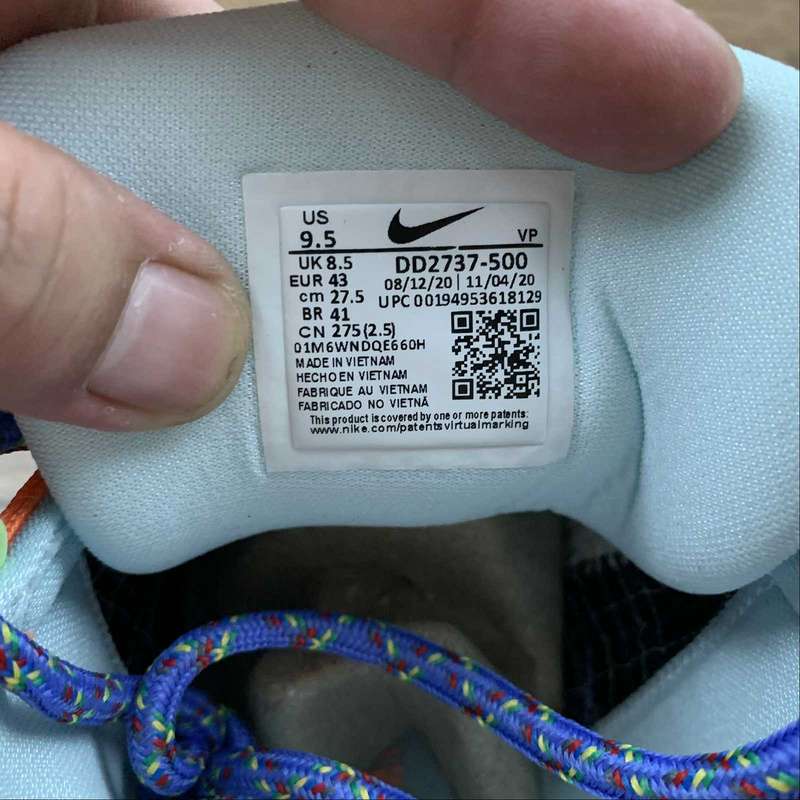 US
9.5 VP
UK 8.5 DD2737-500
EUR 43 08/12/20 | 11/04/20
cm 27.5 UPC 00194953618129
BR 41
CN 275(2.5)
01M6WNDQE660H
MADE IN VIETNAM
HECHO EN VIETNAM
FABRIQUE AU VIETNAM
FABRICADO NO VIETNÃ
This product is covered by one or more patents:
www.nike.com/patentsvirtualmarking